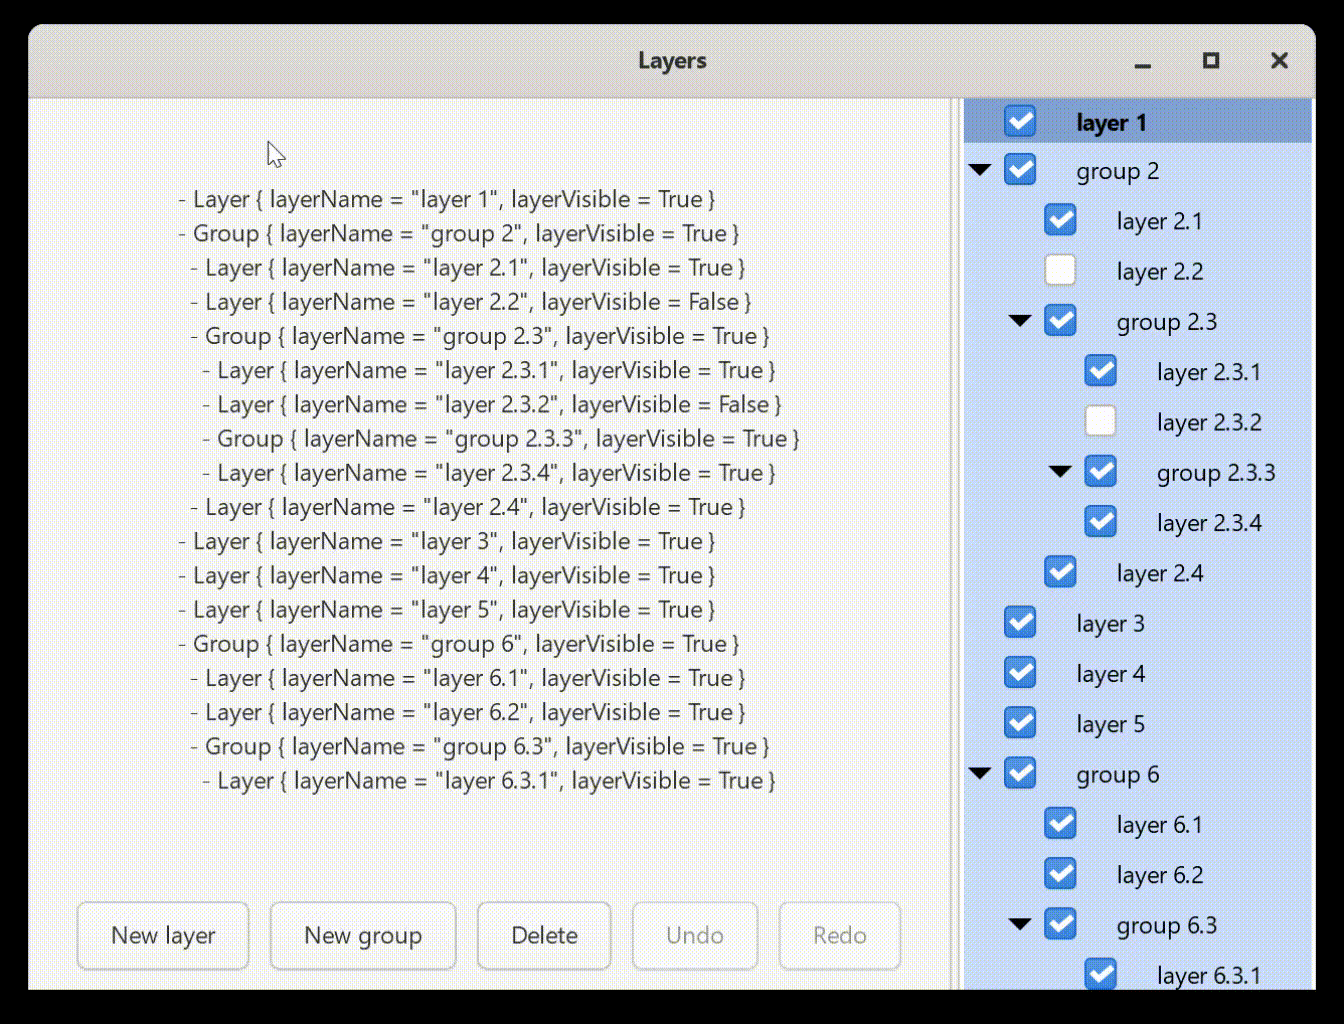 Layers
- Layer { layerName = "layer 1", layerVisible = True }
- Group { layerName = "group 2", layerVisible = True }
- Layer { layerName = "layer 2.1", layerVisible = True }
- Layer { layerName = "layer 2.2", layerVisible = False }
- Group { layerName = "group 2.3", layerVisible = True }
- Layer { layerName = "layer 2.3.1", layerVisible = True }
- Layer { layerName = "layer 2.3.2", layerVisible = False }
- Group { layerName = "group 2.3.3", layerVisible = True }
- Layer { layerName = "layer 2.3.4", layerVisible = True }
- Layer { layerName = "layer 2.4", layerVisible = True }
- Layer { layerName = "layer 3", layerVisible = True }
- Layer { layerName = "layer 4", layerVisible = True }
- Layer { layerName = "layer 5", layerVisible = True }
- Group { layerName = "group 6", layerVisible = True }
- Layer { layerName = "layer 6.1", layerVisible = True }
- Layer { layerName = "layer 6.2", layerVisible = True }
- Group { layerName = "group 6.3", layerVisible = True }
- Layer { layerName = "layer 6.3.1", layerVisible = True }
New layer New group Delete Undo Redo
layer 1
group 2
layer 2.1
layer 2.2
group 2.3
layer 2.3.1
layer 2.3.2
group 2.3.3
layer 2.3.4
layer 2.4
layer 3
layer 4
layer 5
group 6
layer 6.1
layer 6.2
group 6.3
layer 6.3.1